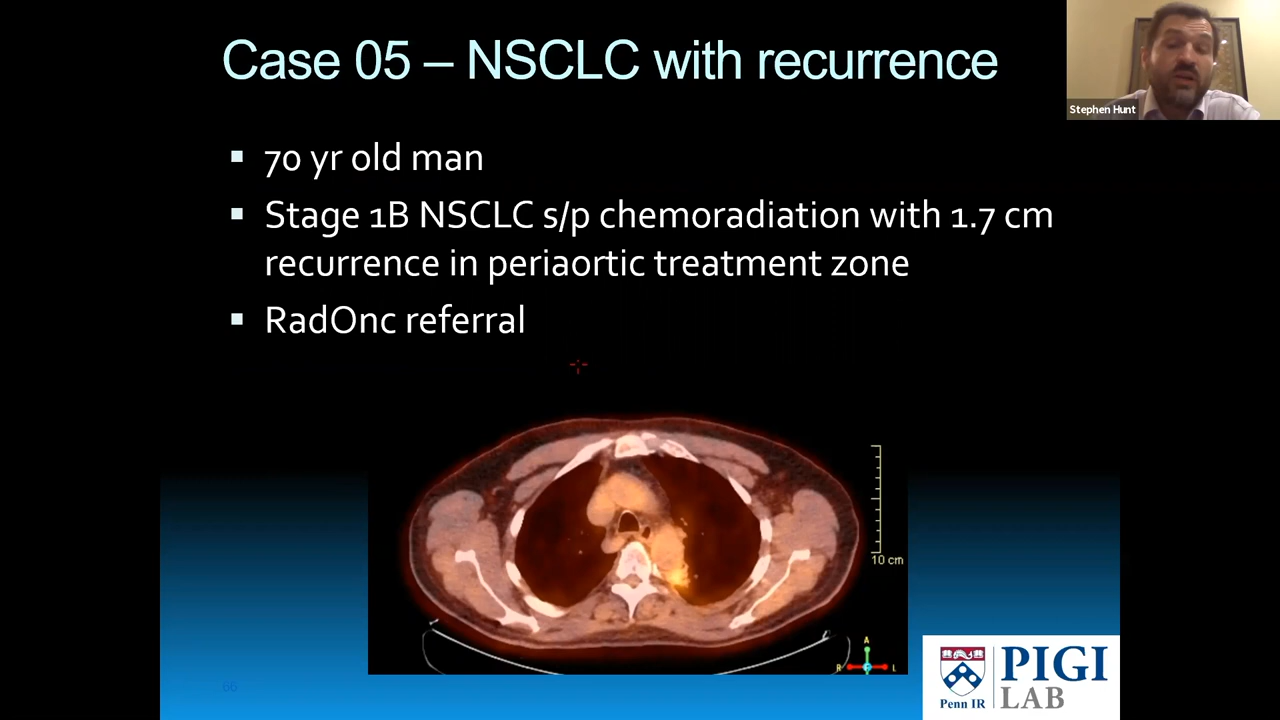 Case 05 – NSCLC with recurrence
Stephen Hunt
▪ 70 yr old man
▪ Stage 1B NSCLC s/p chemoradiation with 1.7 cm
recurrence in periaortic treatment zone
▪ RadOnc referral
10 cm
A
R
L
66
Penn IR
PIGI
LAB